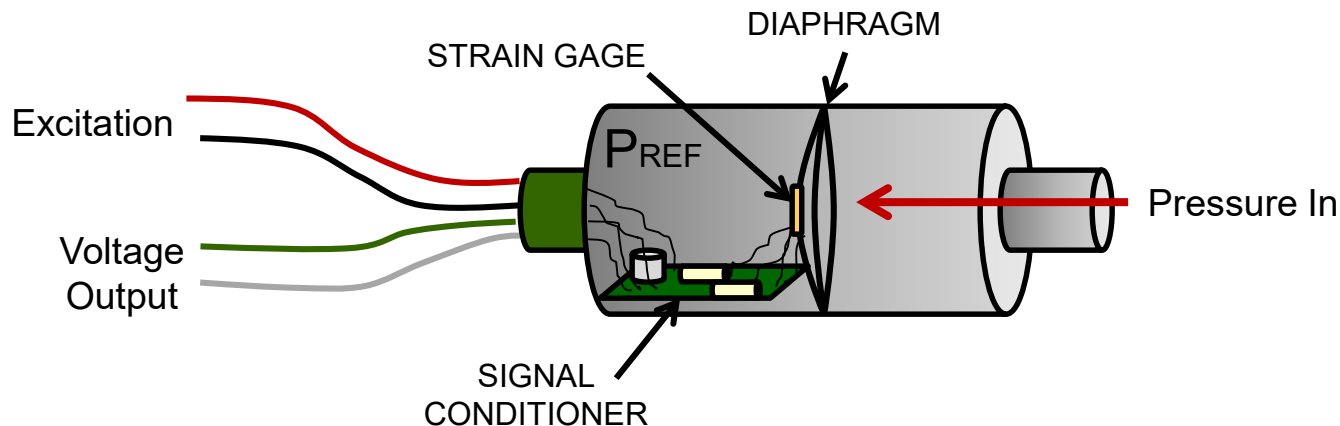 DIAPHRAGM
STRAIN GAGE
Excitation
PREF
Pressure In
Voltage
Output
SIGNAL
CONDITIONER